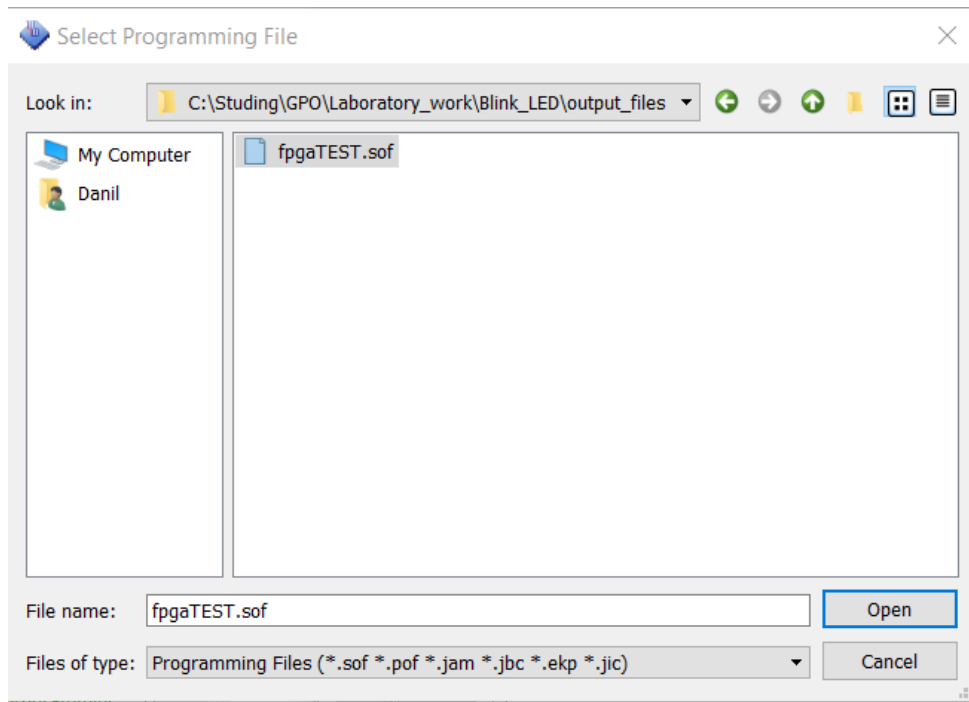 Select Programming File
Look in:
C:\Studing\GPO\Laboratory_work\Blink_LED\output_files
My Computer
Danil
fpgaTEST.sof
File name:
fpgaTEST.sof
Open
Files of type:
Programming Files (*.sof *.pof *.jam *.jbc *.ekp *.jic)
Cancel